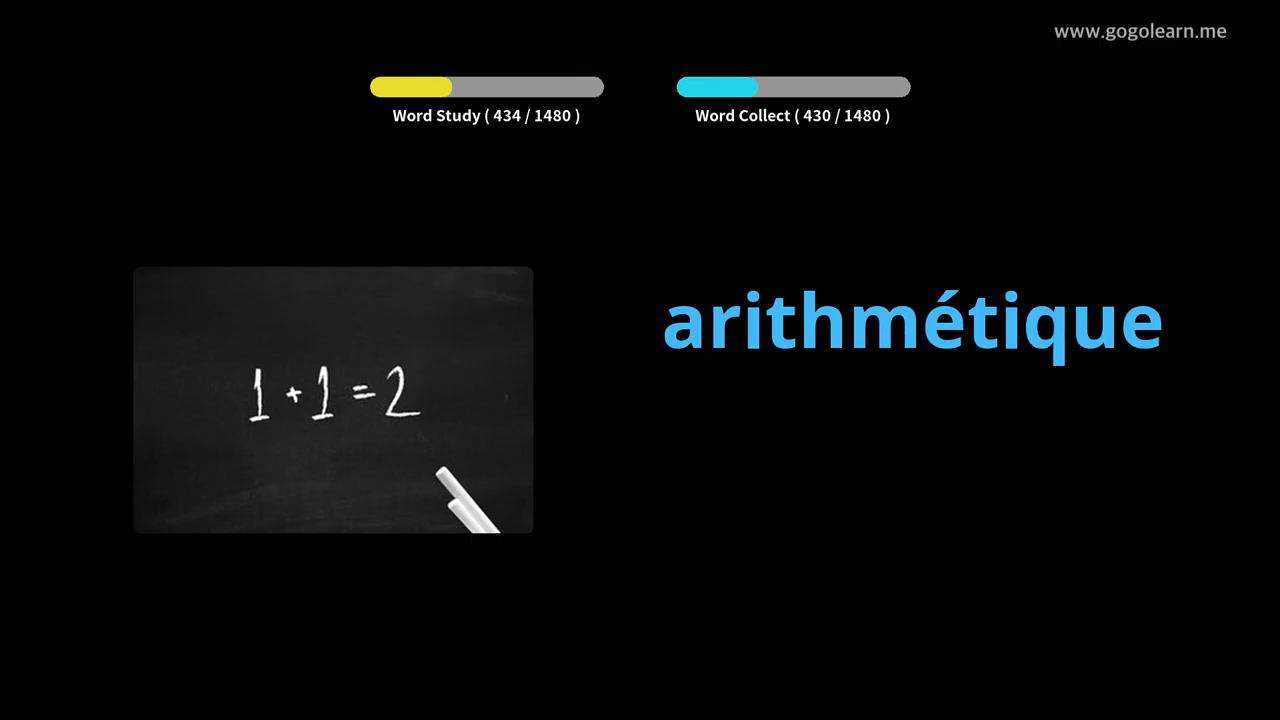 www.gogolearn.me
Word Study ( 434 / 1480 )
Word Collect ( 430 / 1480 )
arithmétique
1 + 1 = 2